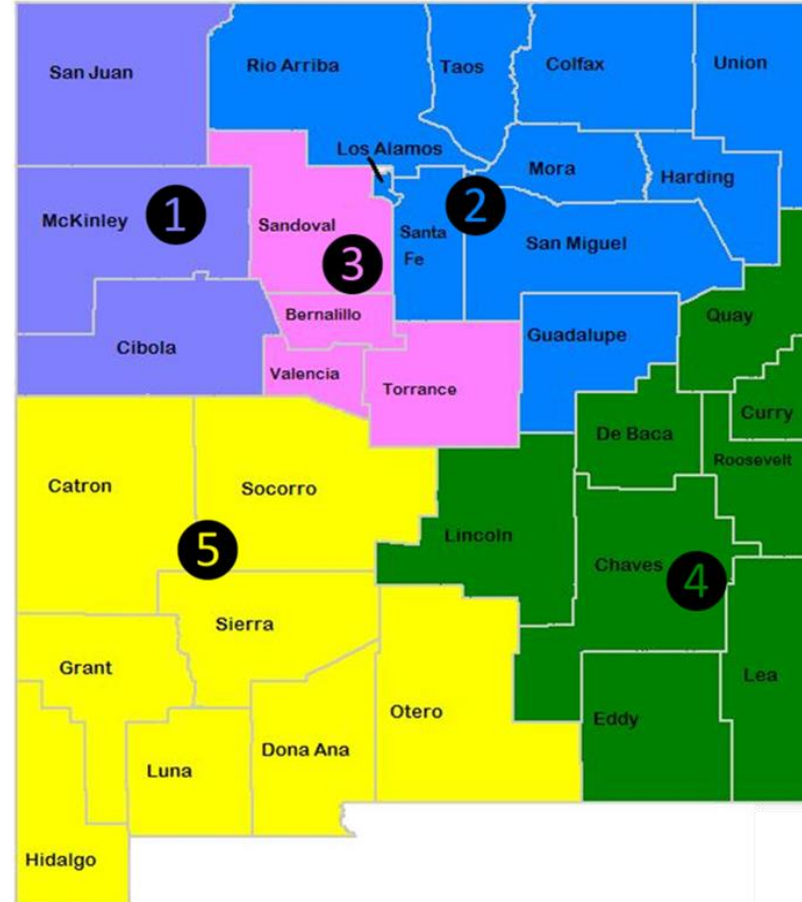 San Juan
Rio Arriba
Taos
Colfax
Union
Los Alamos
Mora
Harding
McKinley
1
2
Sandoval
3
Santa
Fe
San Miguel
Bernalillo
Quay
Cibola
Guadalupe
Valencia
Torrance
Curry
De Baca
Roosevelt
Catron
Socorro
Lincoln
5
Chaves
4
Sierra
Grant
Lea
Otero
Eddy
Dona Ana
Luna
Hidalgo